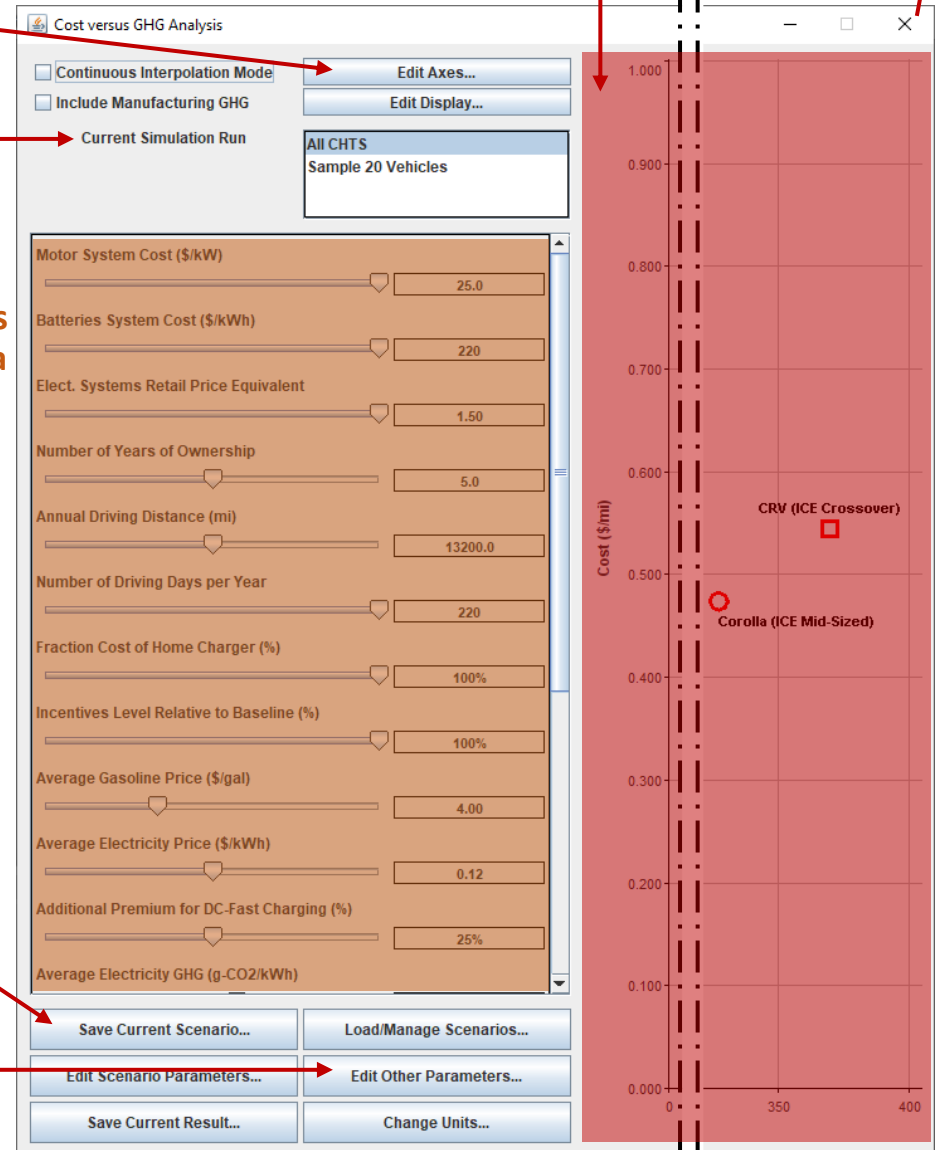 Cost versus GHG Analysis
Continuous Interpolation Mode
Edit Axes...
Include Manufacturing GHG
Edit Display...
Current Simulation Run
All CHTS
Sample 20 Vehicles
Motor System Cost ($/kW)
25.0
Batteries System Cost ($/kWh)
220
Elect. Systems Retail Price Equivalent
1.50
Number of Years of Ownership
5.0
Annual Driving Distance (mi)
13200.0
Number of Driving Days per Year
220
Fraction Cost of Home Charger (%)
100%
Incentives Level Relative to Baseline (%)
100%
Average Gasoline Price ($/gal)
4.00
Average Electricity Price ($/kWh)
0.12
Additional Premium for DC-Fast Charging (%)
25%
Average Electricity GHG (g-CO2/kWh)
Save Current Scenario...
Load/Manage Scenarios...
Edit Scenario Parameters...
Edit Other Parameters...
Save Current Result...
Change Units...
s
a
1.000
0.900
0.800
0.700
0.600
0.500
0.400
0.300
0.200
0.100
0.000
Cost ($/mi)
CRV (ICE Crossover)
Corolla (ICE Mid-Sized)
0
350
400